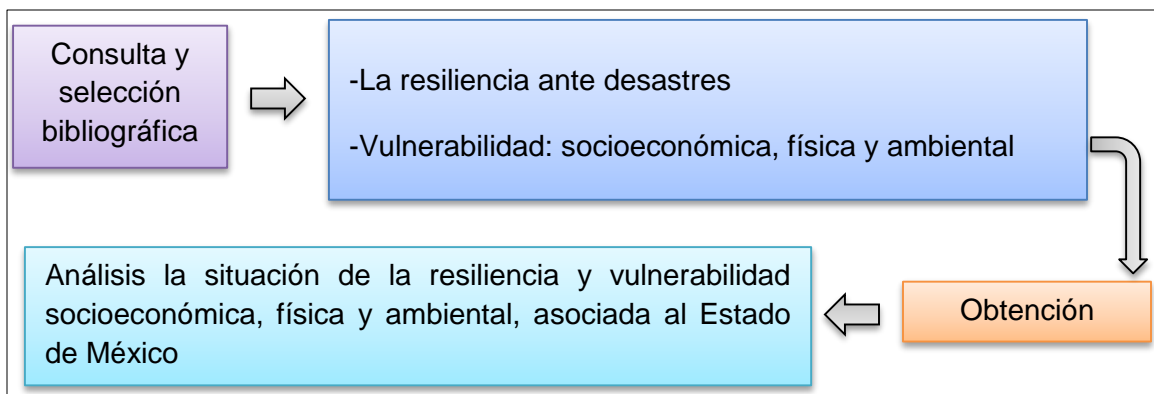 Consulta y
selección
bibliográfica
-La resiliencia ante desastres
-Vulnerabilidad: socioeconómica, física y ambiental
Obtención
Análisis la situación de la resiliencia y vulnerabilidad
socioeconómica, física y ambiental, asociada al Estado
de México